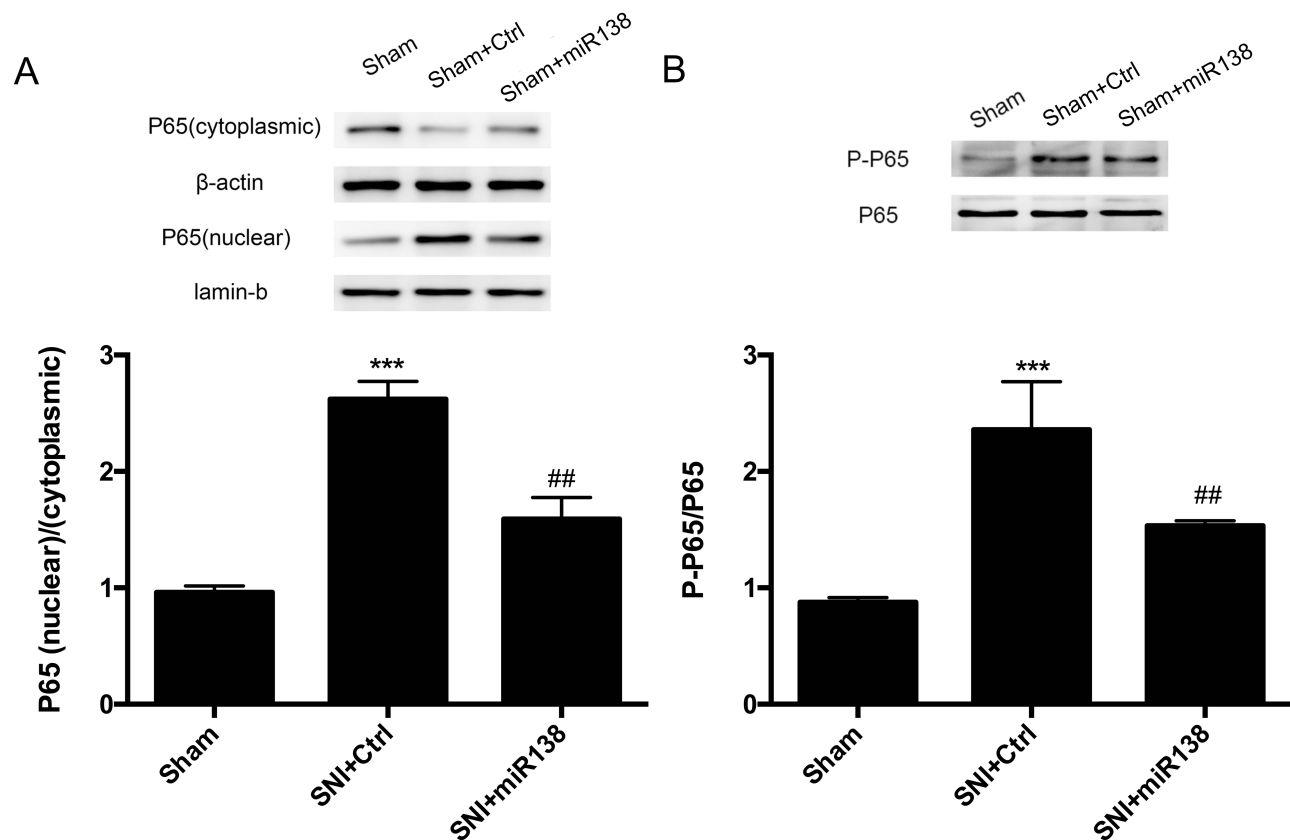 A
Sham
Sham+Ctrl
Sham+miR138
P65(cytoplasmic)
β-actin
P65(nuclear)
lamin-b
P65 (nuclear)/(cytoplasmic)
3
2
1
0
***
##
Sham
SNI+Ctrl
SNI+miR138
B
Sham
Sham+Ctrl
Sham+miR138
P-P65
P65
P-P65/P65
3
2
1
0
***
##
Sham
SNI+Ctrl
SNI+miR138